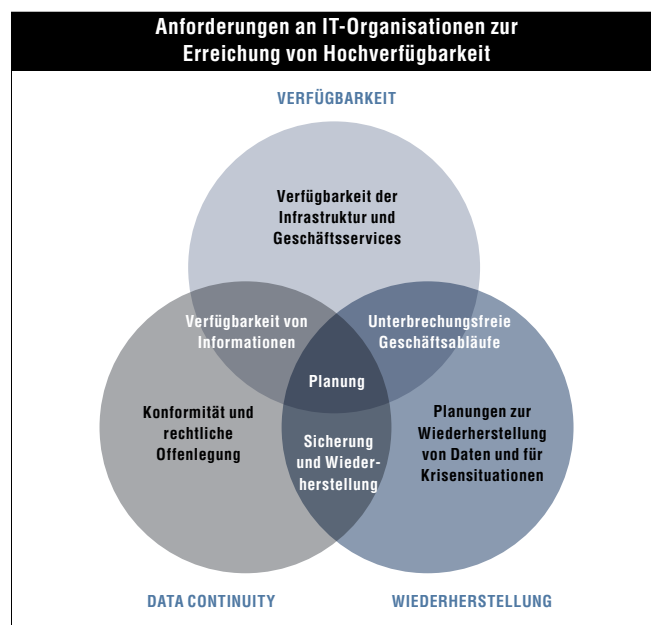 Anforderungen an IT-Organisationen zur
Erreichung von Hochverfügbarkeit
VERFÜGBARKEIT
Verfügbarkeit der
Infrastruktur und
Geschäftsservices
Verfügbarkeit von
Informationen
Unterbrechungsfreie
Geschäftsabläufe
Planung
Konformität und
rechtliche
Offenlegung
Sicherung
und Wieder-
herstellung
Planungen zur
Wiederherstellung
von Daten und für
Krisensituationen
DATA CONTINUITY
WIEDERHERSTELLUNG